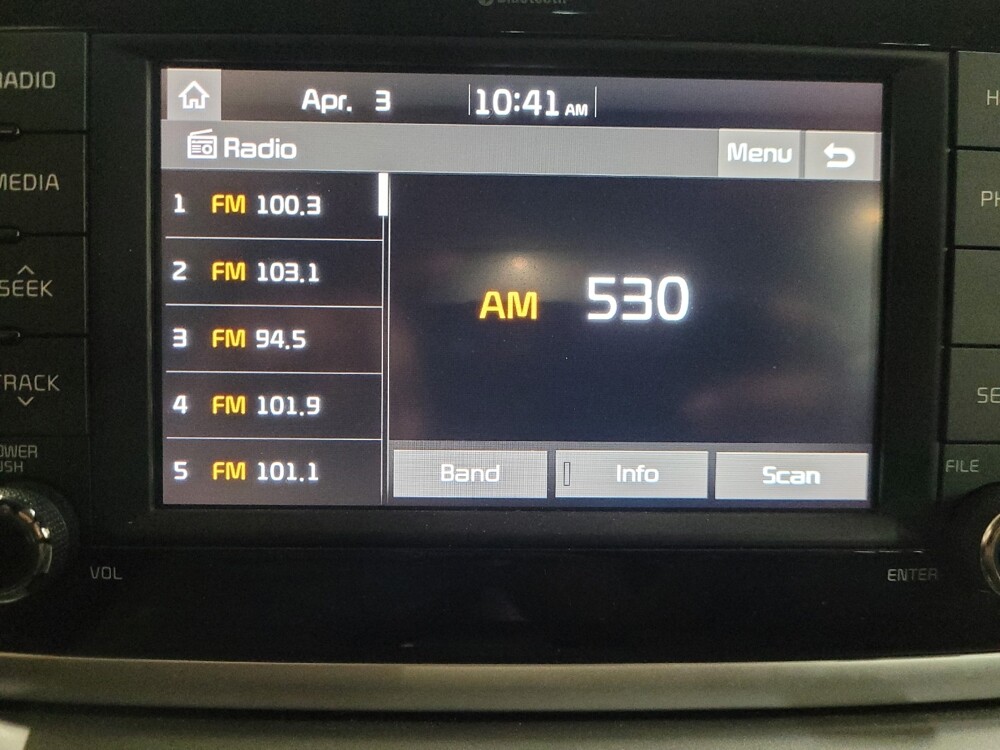 Bluetooth
RADIO
MEDIA
SEEK
TRACK
VOL
Apr. 3 10:41 AM
Radio Menu
1 FM 100.3
2 FM 103.1
3 FM 94.5
4 FM 101.9
5 FM 101.1
AM 530
Band Info Scan
FILE
ENTER